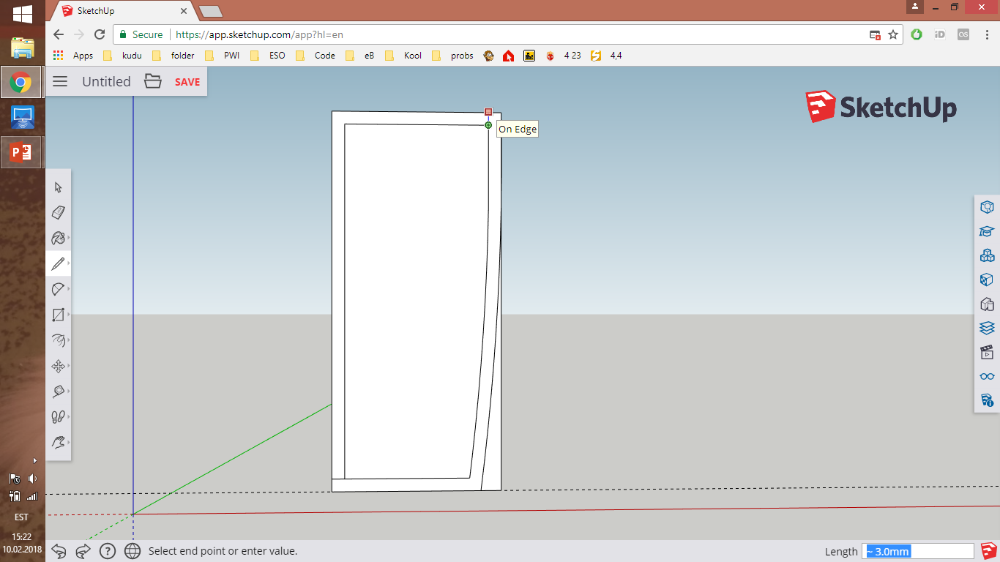 SketchUp
Secure https://app.sketchup.com/app?hl=en
iD
OS
Apps kudu folder PWI ESO Code eB Kool probs 4 23 4,4
Untitled SAVE
SketchUp
On Edge
EST
15:22
10.02.2018
Select end point or enter value.
Length ~ 3.0mm